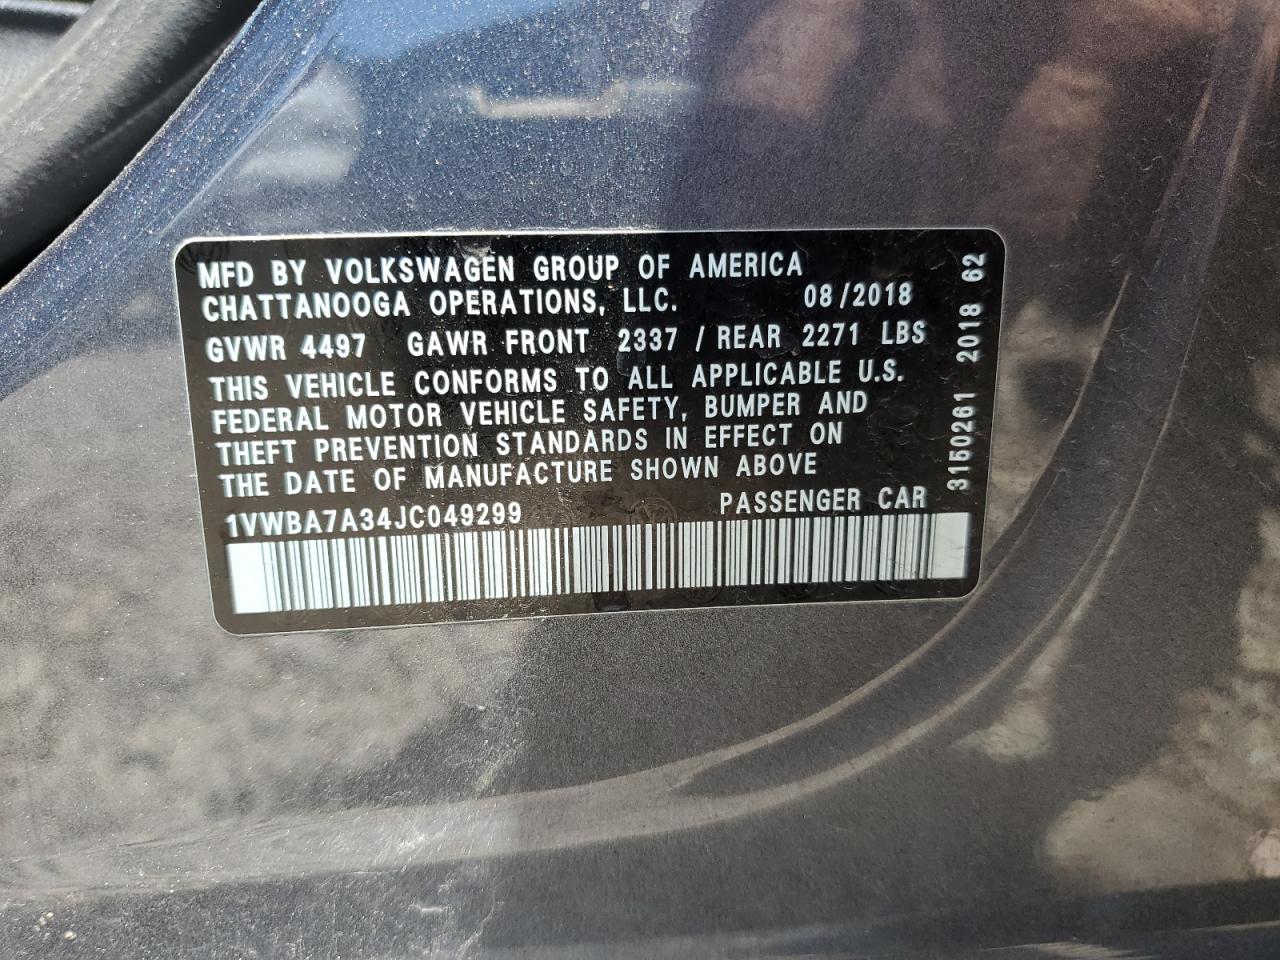 MFD BY VOLKSWAGEN GROUP OF AMERICA
CHATTANOOGA OPERATIONS, LLC. 08/2018
GVWR 4497 GAWR FRONT 2337 / REAR 2271 LBS
THIS VEHICLE CONFORMS TO ALL APPLICABLE U.S.
FEDERAL MOTOR VEHICLE SAFETY, BUMPER AND
THEFT PREVENTION STANDARDS IN EFFECT ON
THE DATE OF MANUFACTURE SHOWN ABOVE
1VWBA7A34JC049299 PASSENGER CAR
3150261 2018 62